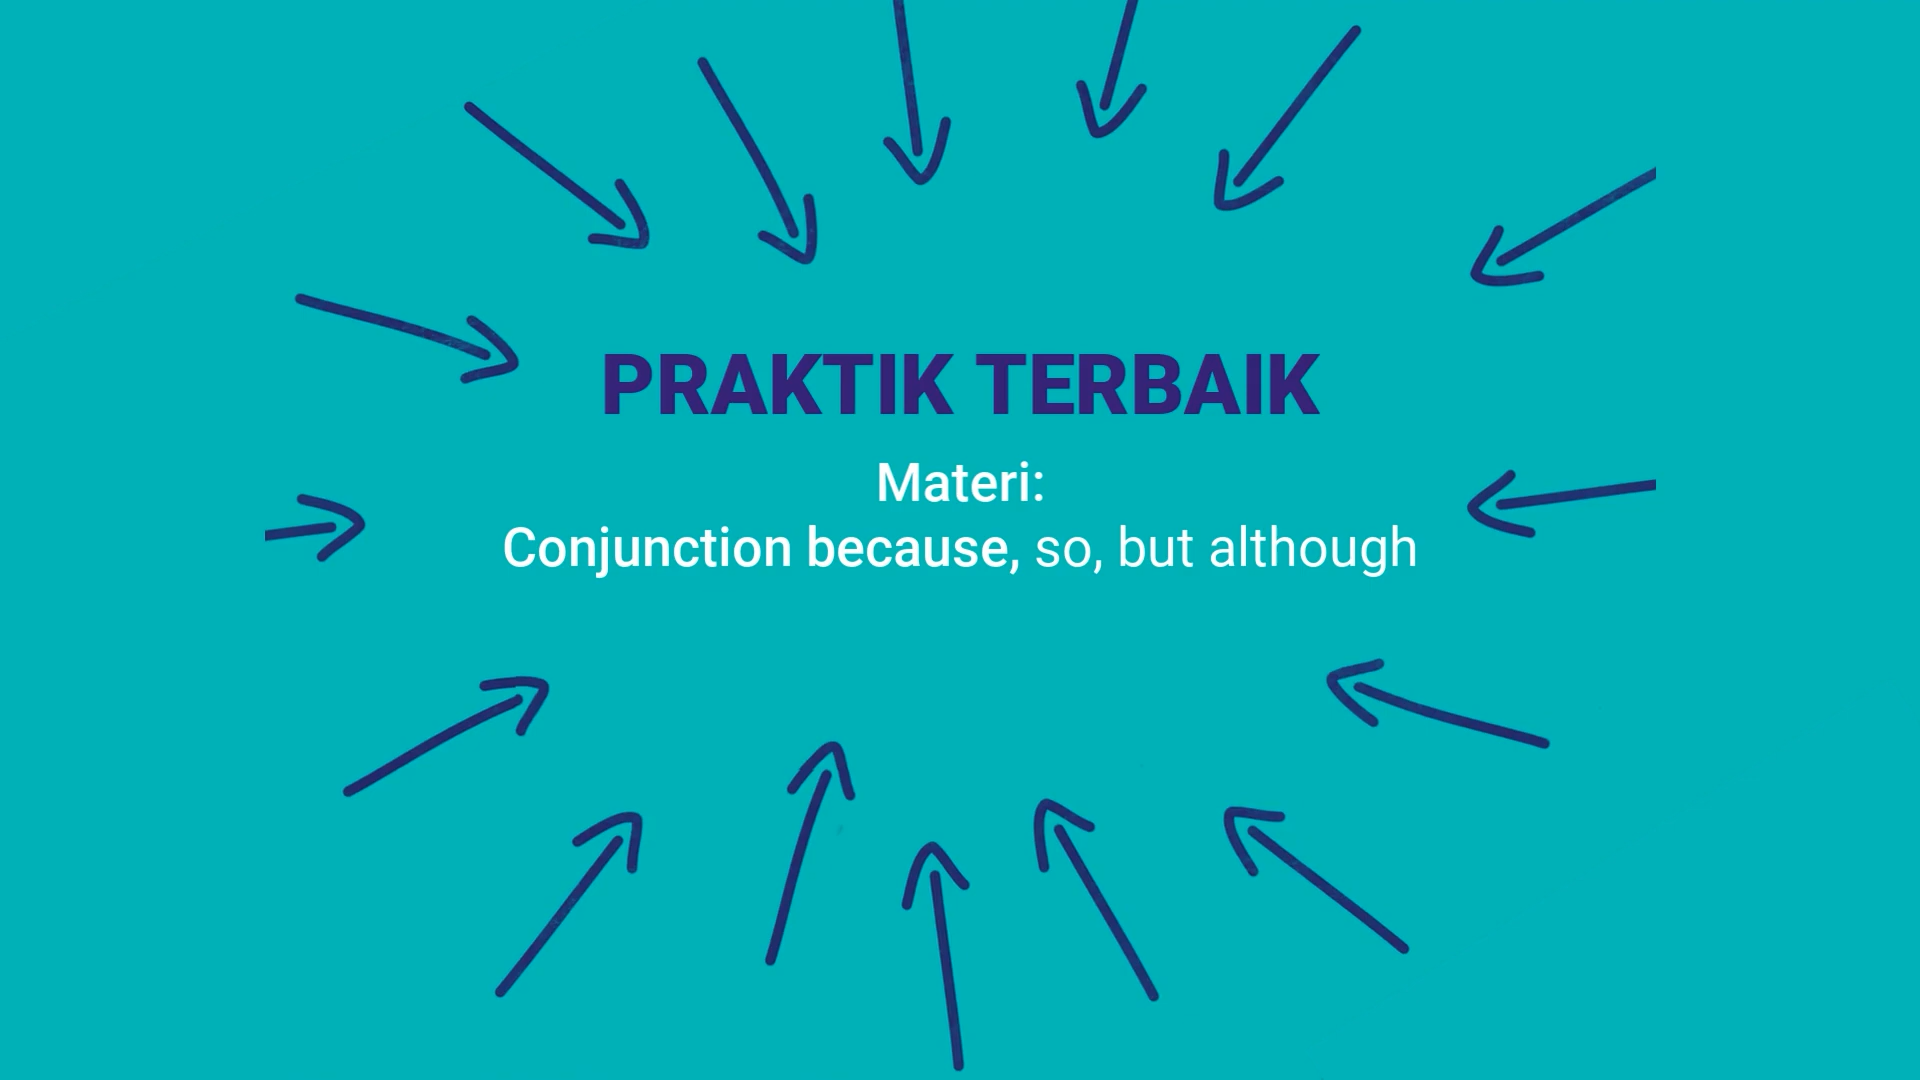 PRAKTIK TERBAIK
Materi:
Conjunction because, so, but although